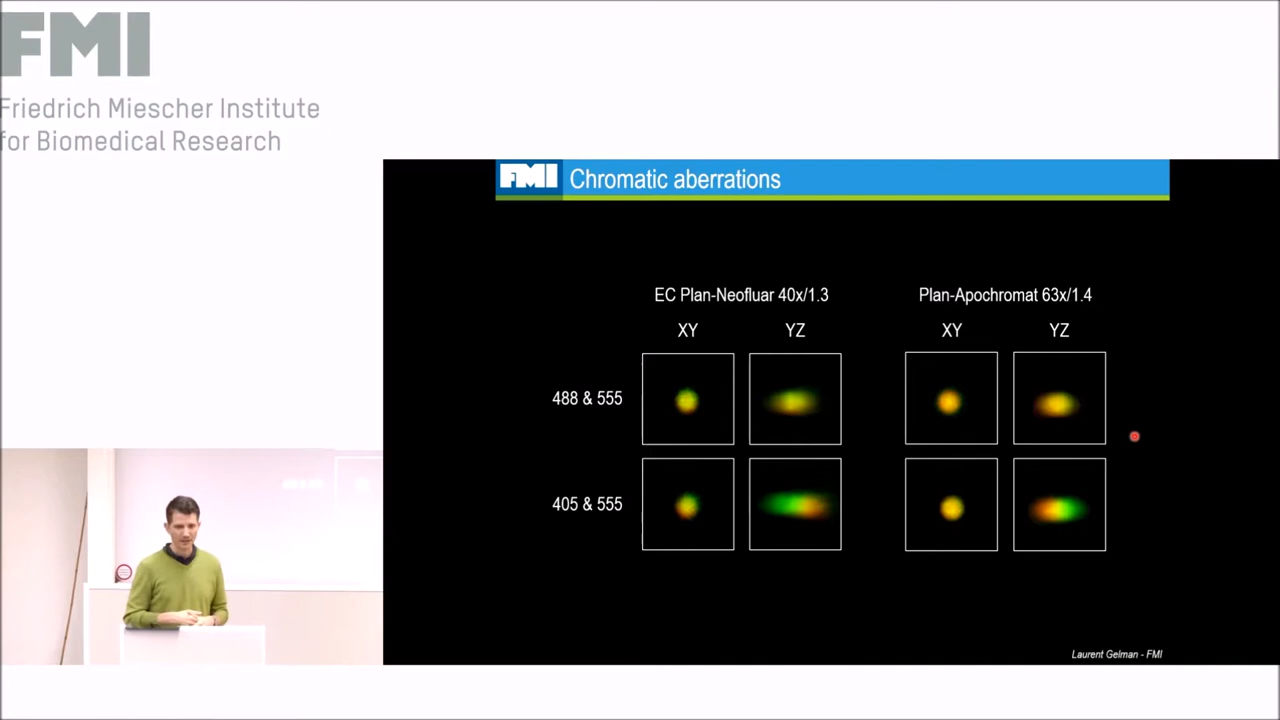 FMI
Friedrich Miescher Institute
for Biomedical Research
FMI Chromatic aberrations
EC Plan-Neofluar 40x/1.3 Plan-Apochromat 63x/1.4
XY YZ XY YZ
488 & 555
405 & 555
Laurent Gelman - FMI